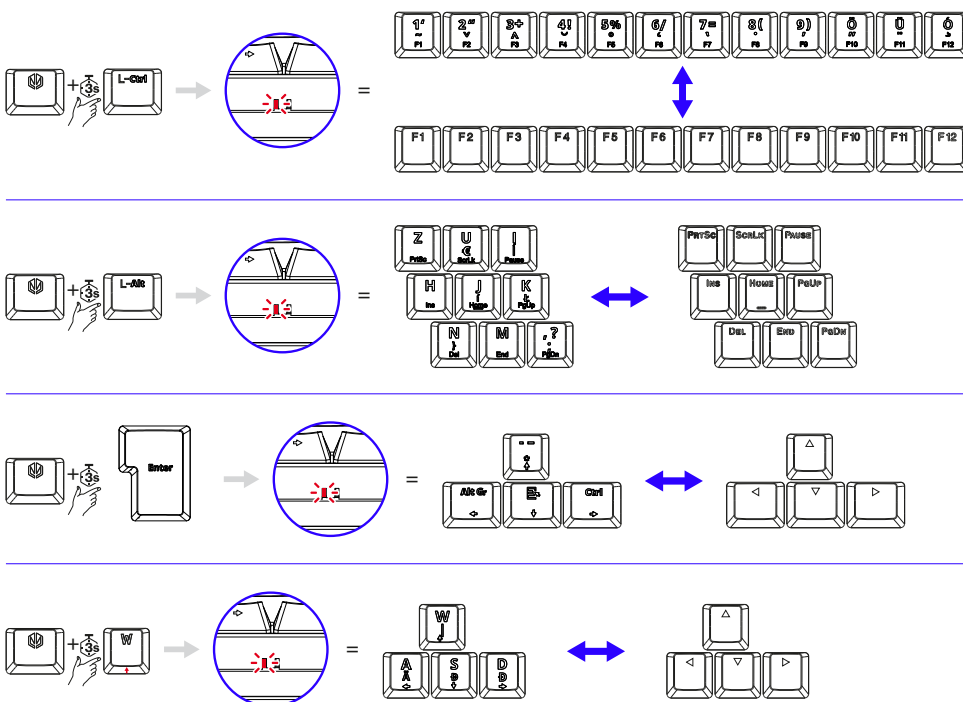 1' 2" 3+ 4! 5% 6/ 7= 8( 9) Ö Ü Ó
~ ˇ ^ ˘ ° ˛ ` ˙ ´ ˝ ¨ ¸
F1 F2 F3 F4 F5 F6 F7 F8 F9 F10 F11 F12
+ 3s L-Ctrl =
F1 F2 F3 F4 F5 F6 F7 F8 F9 F10 F11 F12
Z U I PRTSC SCRLK PAUSE
€ Í
PrtSc ScrLk Pause
+ 3s L-Alt =
H J K INS HOME PGUP
Ł
Ins Home PgUp
N M , ? DEL END PGDN
} 
Del End PgDn
+ 3s Enter =
- -
*
Alt Gr Ctrl
+ 3s W =
W
A S D
Ä Đ Đ